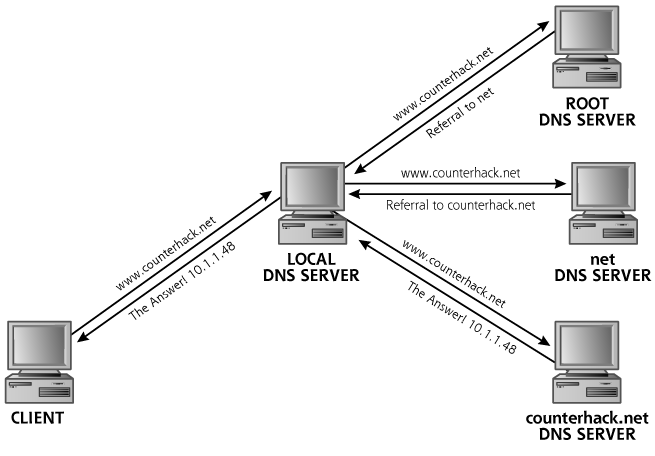 www.counterhack.net
Referral to net
ROOT
DNS SERVER
www.counterhack.net
Referral to counterhack.net
net
DNS SERVER
www.counterhack.net
The Answer! 10.1.1.48
LOCAL
DNS SERVER
www.counterhack.net
The Answer! 10.1.1.48
CLIENT
counterhack.net
DNS SERVER